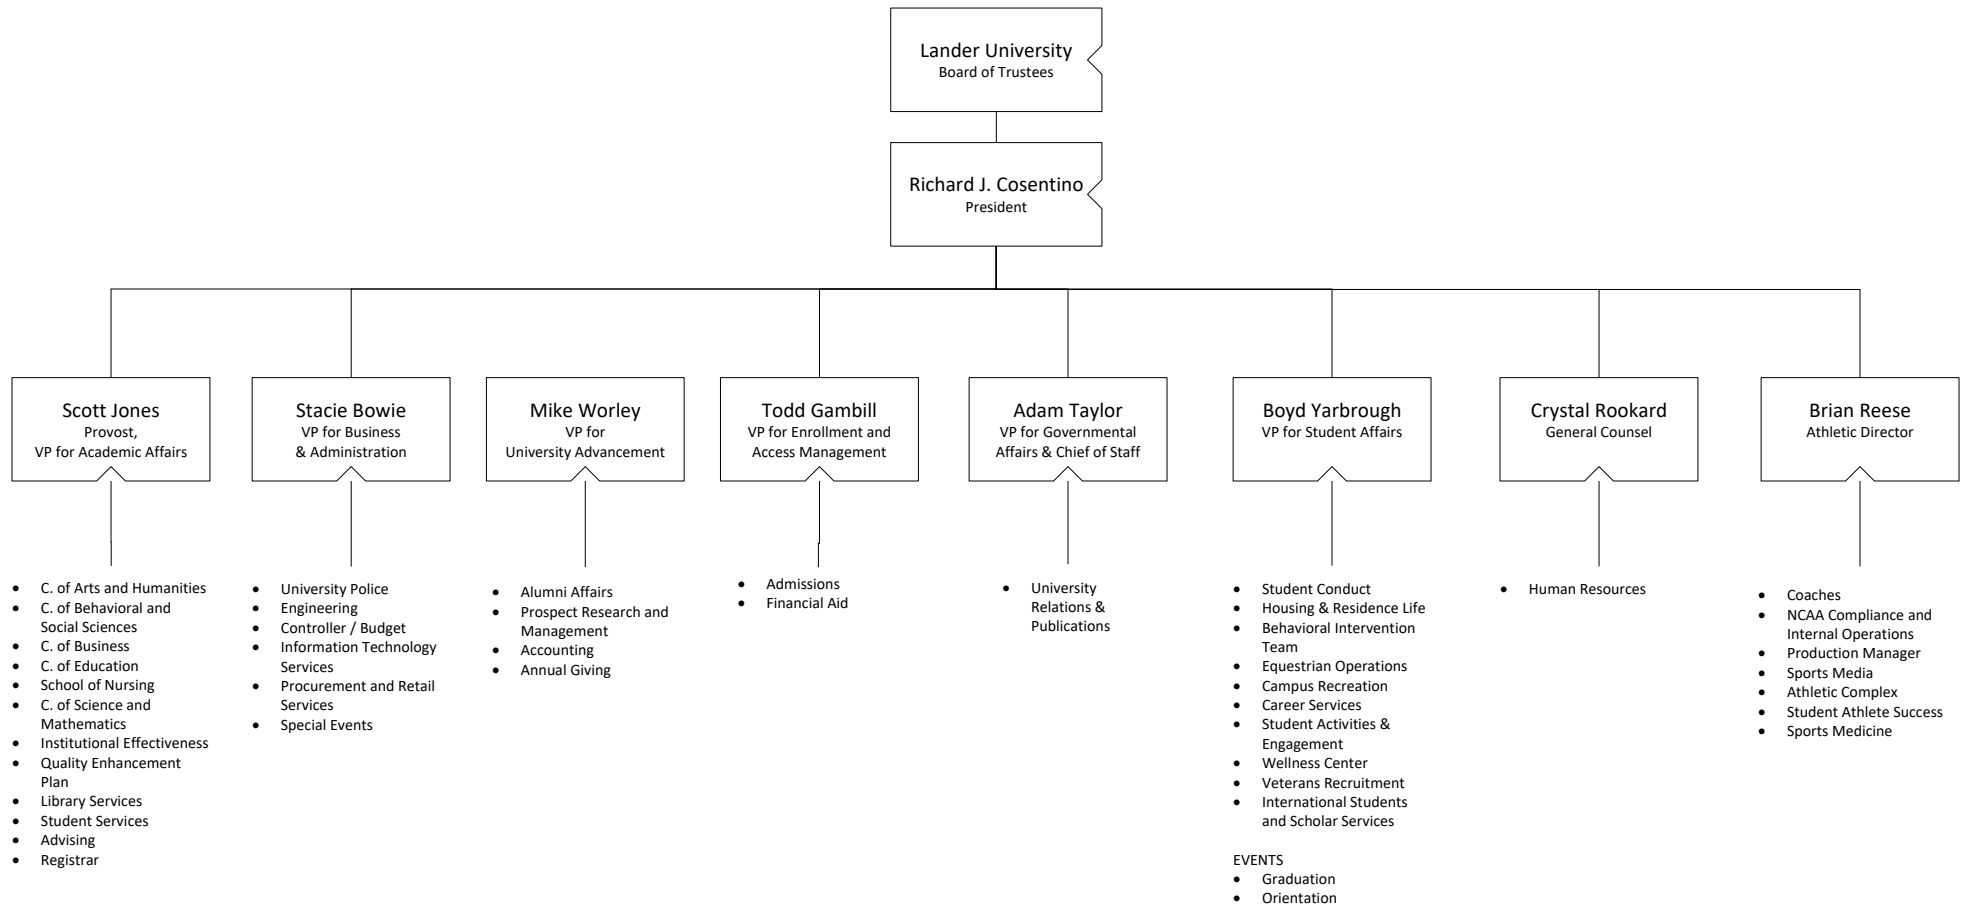 Lander University
Board of Trustees
Richard J. Cosentino
President
Scott Jones
Provost,
VP for Academic Affairs
Stacie Bowie
VP for Business
& Administration
Mike Worley
VP for
University Advancement
Todd Gambill
VP for Enrollment and
Access Management
Adam Taylor
VP for Governmental
Affairs & Chief of Staff
Boyd Yarbrough
VP for Student Affairs
Crystal Rookard
General Counsel
Brian Reese
Athletic Director
• C. of Arts and Humanities
• C. of Behavioral and
Social Sciences
• C. of Business
• C. of Education
• School of Nursing
• C. of Science and
Mathematics
• Institutional Effectiveness
• Quality Enhancement
Plan
• Library Services
• Student Services
• Advising
• Registrar
• University Police
• Engineering
• Controller / Budget
• Information Technology
Services
• Procurement and Retail
Services
• Special Events
• Alumni Affairs
• Prospect Research and
Management
• Accounting
• Annual Giving
• Admissions
• Financial Aid
• University
Relations &
Publications
• Student Conduct
• Housing & Residence Life
• Behavioral Intervention
Team
• Equestrian Operations
• Campus Recreation
• Career Services
• Student Activities &
Engagement
• Wellness Center
• Veterans Recruitment
• International Students
and Scholar Services
EVENTS
• Graduation
• Orientation
• Human Resources
• Coaches
• NCAA Compliance and
Internal Operations
• Production Manager
• Sports Media
• Athletic Complex
• Student Athlete Success
• Sports Medicine